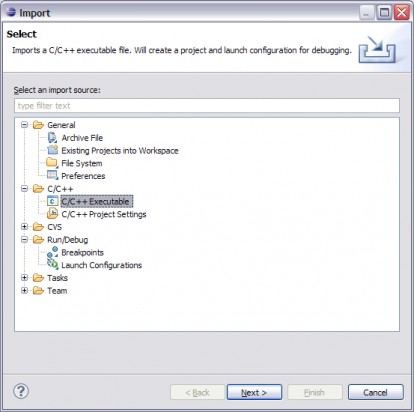 Import
Select
Imports a C/C++ executable file. Will create a project and launch configuration for debugging.
Select an import source:
type filter text
General
Archive File
Existing Projects into Workspace
File System
Preferences
C/C++
C/C++ Executable
C/C++ Project Settings
CVS
Run/Debug
Breakpoints
Launch Configurations
Tasks
Team
< Back
Next >
Finish
Cancel